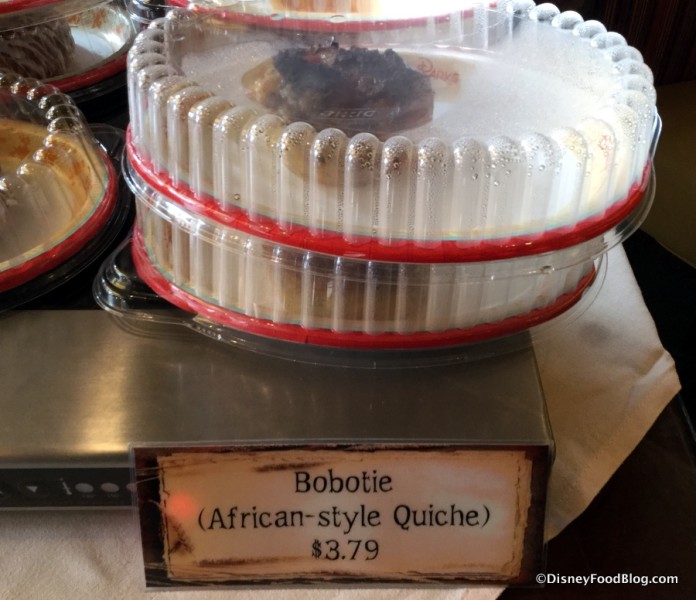 Bobotie
(African-style Quiche)
$3.79
©DisneyFoodBlog.com